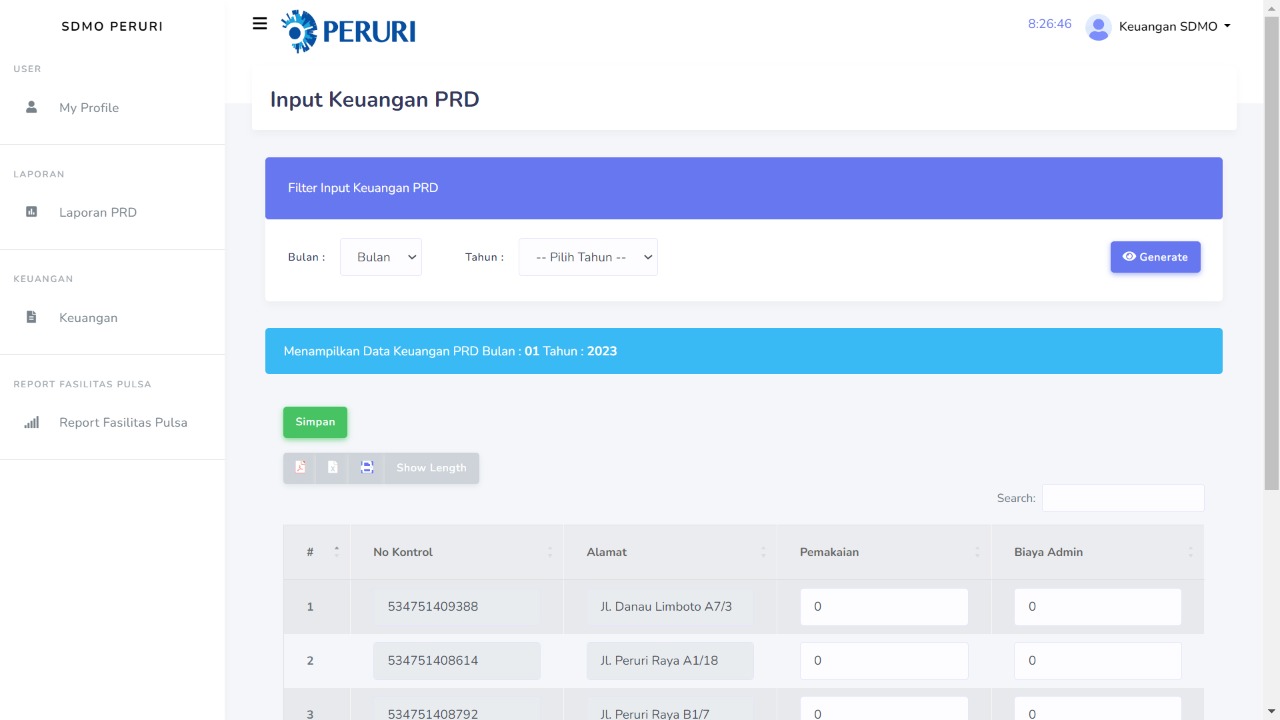 SDMO PERURI
USER
My Profile
LAPORAN
Laporan PRD
KEUANGAN
Keuangan
REPORT FASILITAS PULSA
Report Fasilitas Pulsa
PERURI
8:26:46
Keuangan SDMO
Input Keuangan PRD
Filter Input Keuangan PRD
Bulan : Bulan Tahun : -- Pilih Tahun -- Generate
Menampilkan Data Keuangan PRD Bulan : 01 Tahun : 2023
Simpan
Show Length
Search:
# No Kontrol Alamat Pemakaian Biaya Admin
1 534751409388 Jl. Danau Limboto A7/3 0 0
2 534751408614 Jl. Peruri Raya A1/18 0 0
3 534751408792 Jl. Peruri Raya B1/7 0 0